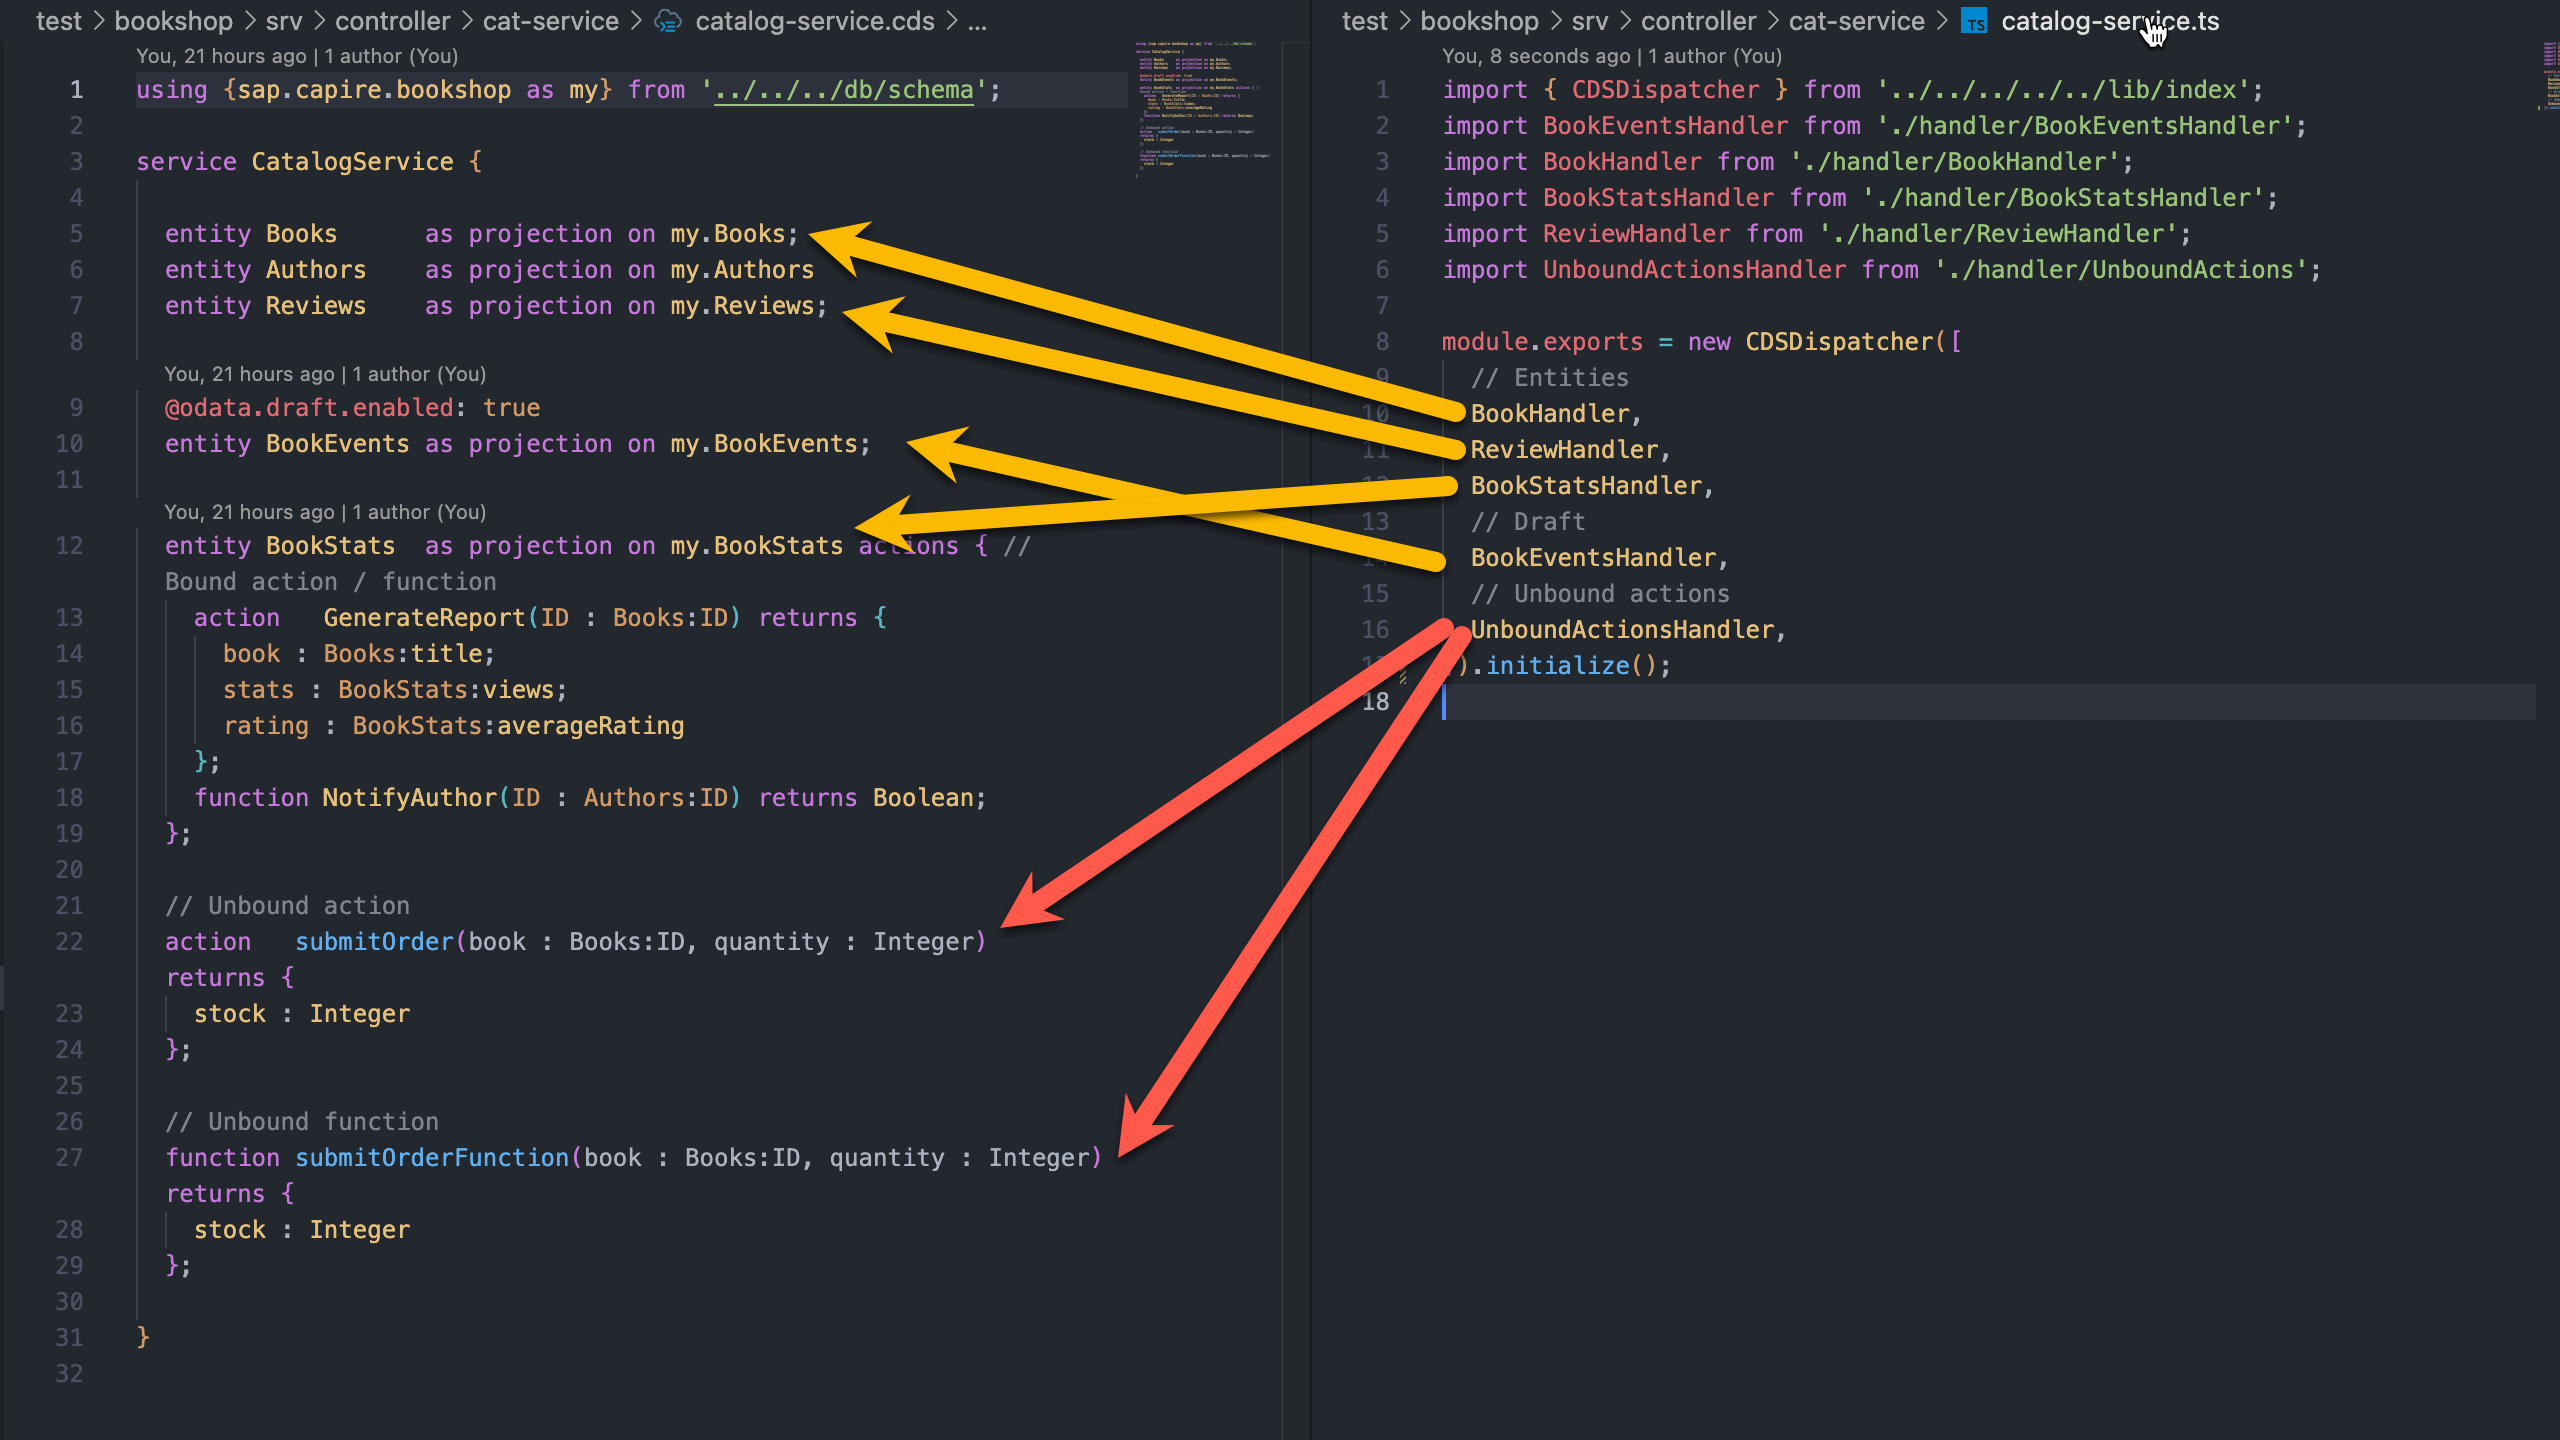 test > bookshop > srv > controller > cat-service > catalog-service.cds > ...
You, 21 hours ago | 1 author (You)
1 using {sap.capire.bookshop as my} from '../../../db/schema';
2
3 service CatalogService {
4
5 entity Books as projection on my.Books;
6 entity Authors as projection on my.Authors
7 entity Reviews as projection on my.Reviews;
8
You, 21 hours ago | 1 author (You)
9 @odata.draft.enabled: true
10 entity BookEvents as projection on my.BookEvents;
11
You, 21 hours ago | 1 author (You)
12 entity BookStats as projection on my.BookStats actions { //
Bound action / function
13 action GenerateReport(ID : Books:ID) returns {
14 book : Books:title;
15 stats : BookStats:views;
16 rating : BookStats:averageRating
17 };
18 function NotifyAuthor(ID : Authors:ID) returns Boolean;
19 };
20
21 // Unbound action
22 action submitOrder(book : Books:ID, quantity : Integer)
returns {
23 stock : Integer
24 };
25
26 // Unbound function
27 function submitOrderFunction(book : Books:ID, quantity : Integer)
returns {
28 stock : Integer
29 };
30
31 }
32
test > bookshop > srv > controller > cat-service > TS catalog-service.ts
You, 8 seconds ago | 1 author (You)
1 import { CDSDispatcher } from '../../../../../lib/index';
2 import BookEventsHandler from './handler/BookEventsHandler';
3 import BookHandler from './handler/BookHandler';
4 import BookStatsHandler from './handler/BookStatsHandler';
5 import ReviewHandler from './handler/ReviewHandler';
6 import UnboundActionsHandler from './handler/UnboundActions';
7
8 module.exports = new CDSDispatcher([
9 // Entities
10 BookHandler,
11 ReviewHandler,
12 BookStatsHandler,
13 // Draft
14 BookEventsHandler,
15 // Unbound actions
16 UnboundActionsHandler,
17 ).initialize();
18